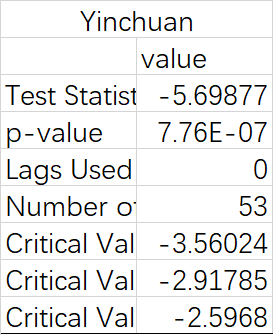 Yinchuan
value
Test Statist -5.69877
p-value 7.76E-07
Lags Used 0
Number of 53
Critical Val -3.56024
Critical Val -2.91785
Critical Val -2.5968